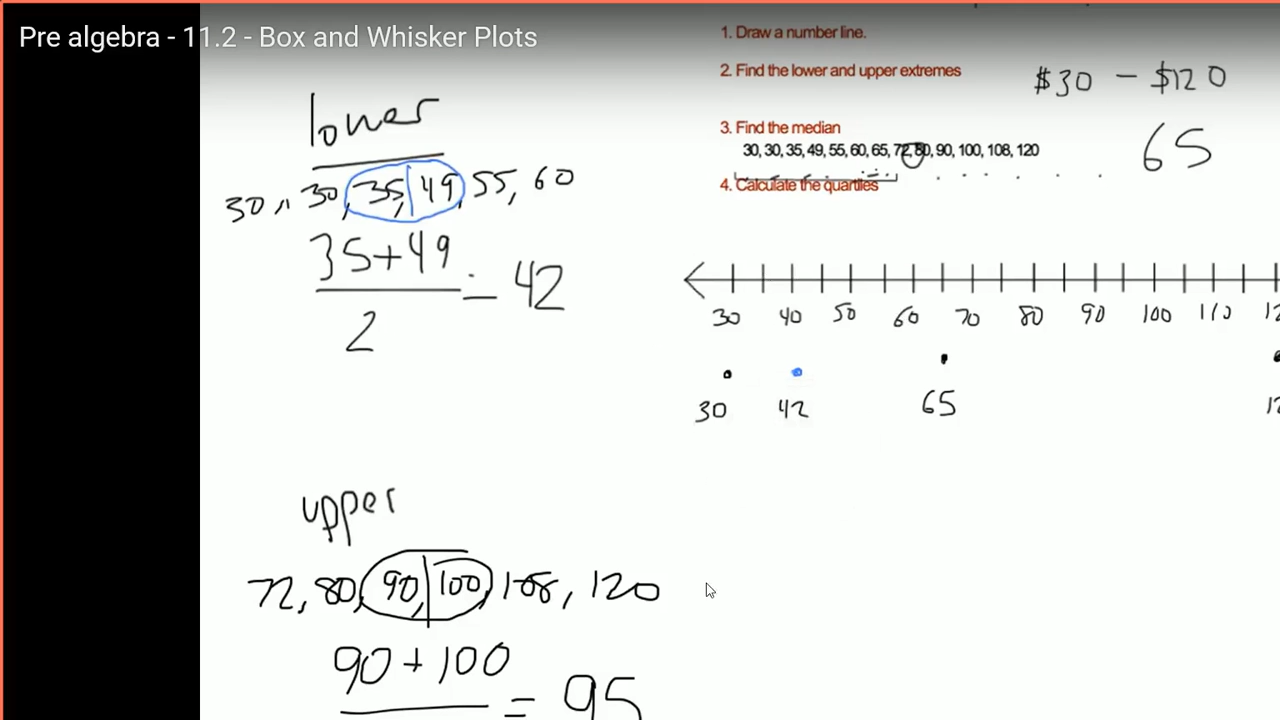 Pre algebra - 11.2 - Box and Whisker Plots
1. Draw a number line.
2. Find the lower and upper extremes
$30 - $120
3. Find the median
30, 30, 35, 49, 55, 60, 65, 72, 80, 90, 100, 108, 120
65
4. Calculate the quartiles
lower
30, 30, 35, 49, 55, 60
35+49
2
= 42
30 40 50 60 70 80 90 100 110
30 42 65
upper
72, 80, 90, 100, 108, 120
90 + 100
= 95